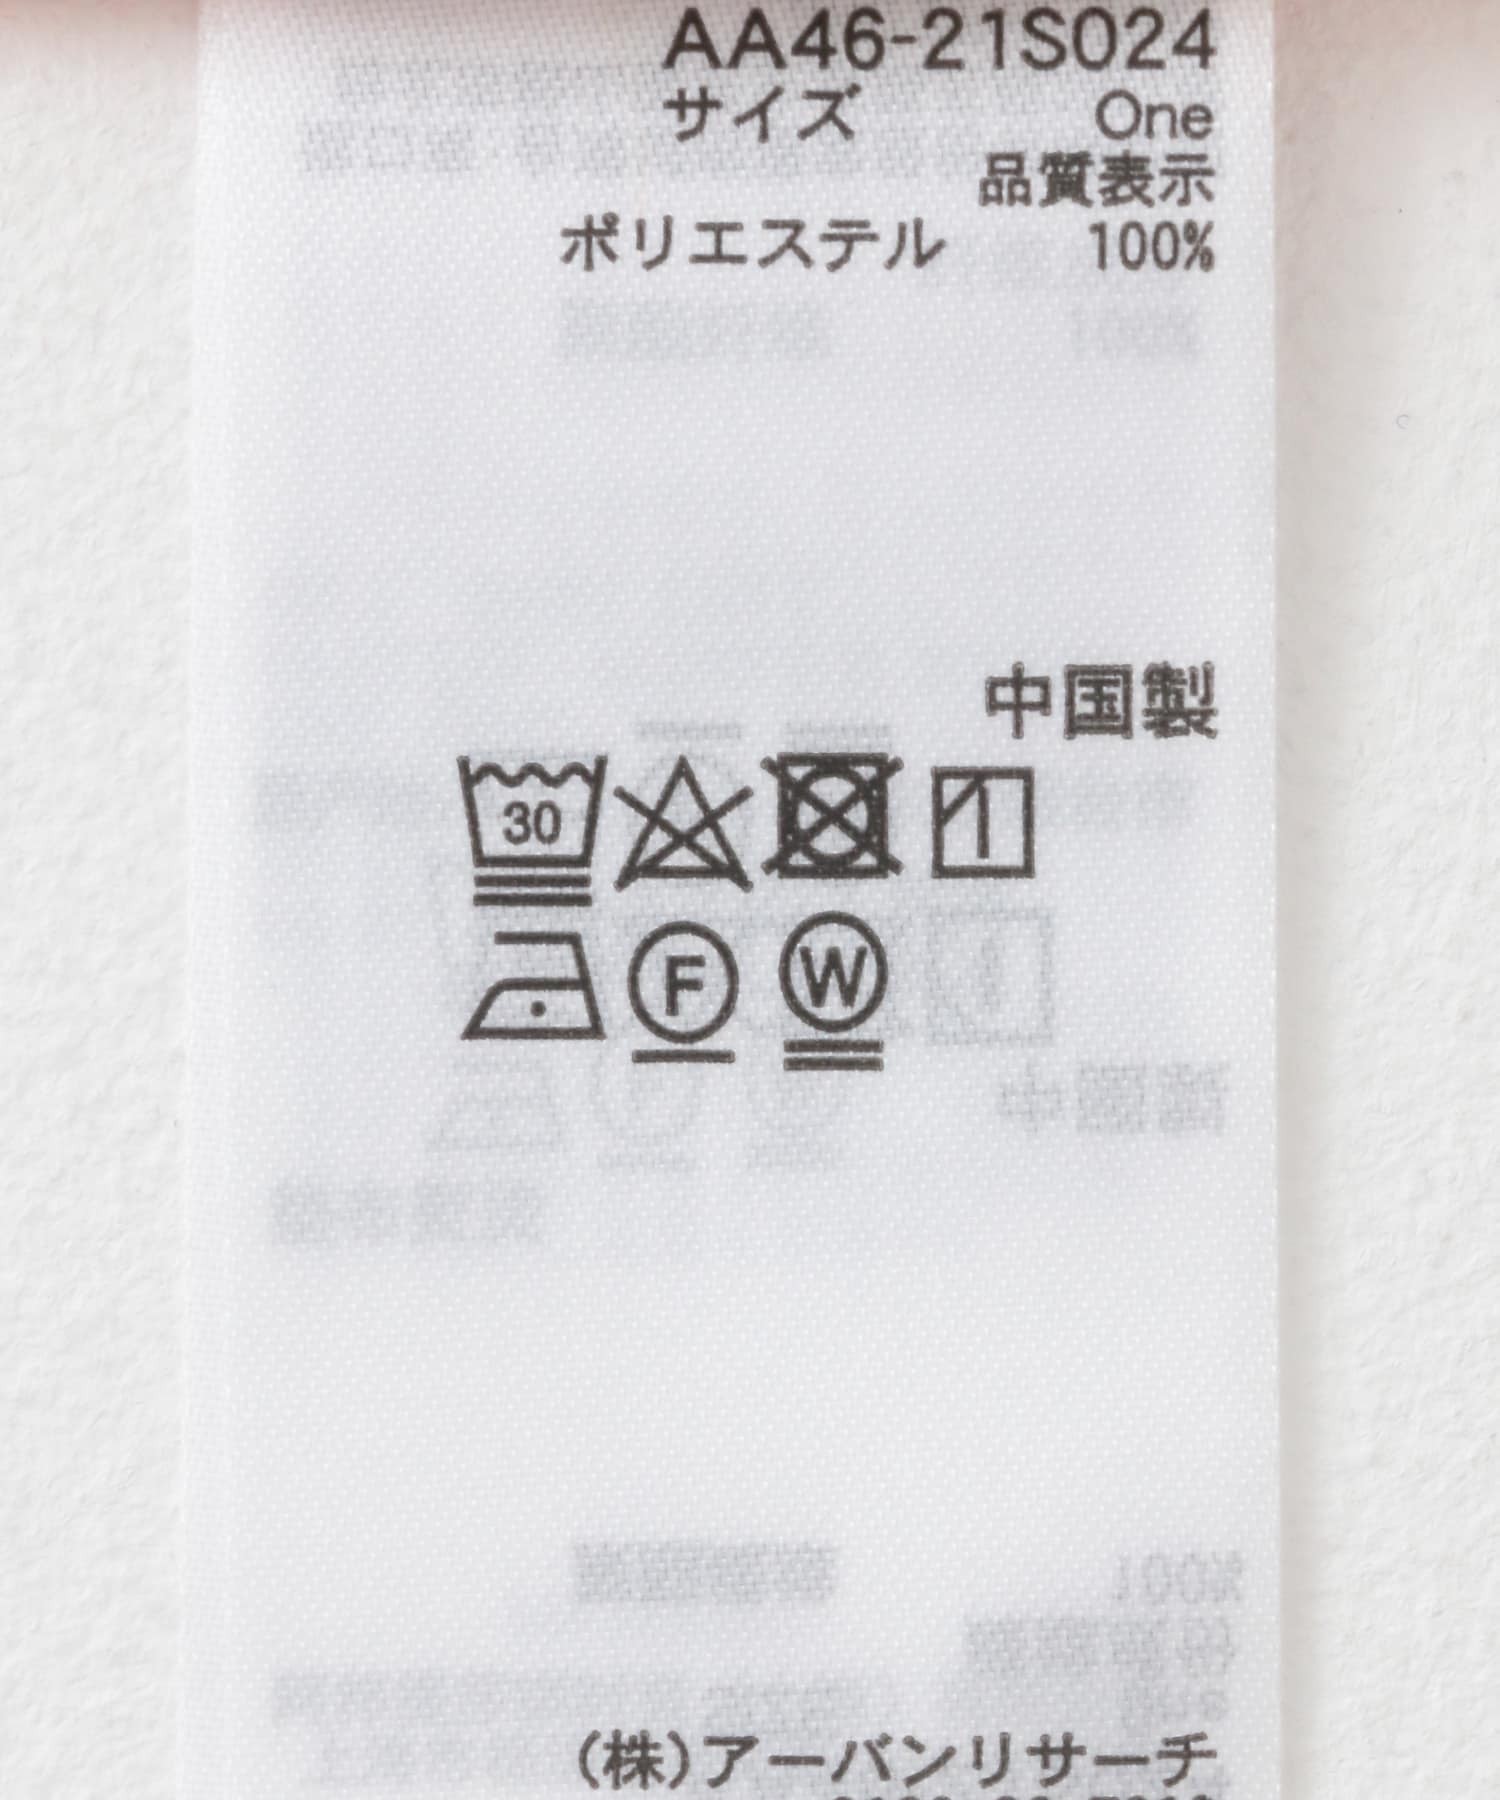 AA46-21S024
サイズ One
品質表示
ポリエステル 100%
中国製
30
F W
(株)アーバンリサーチ